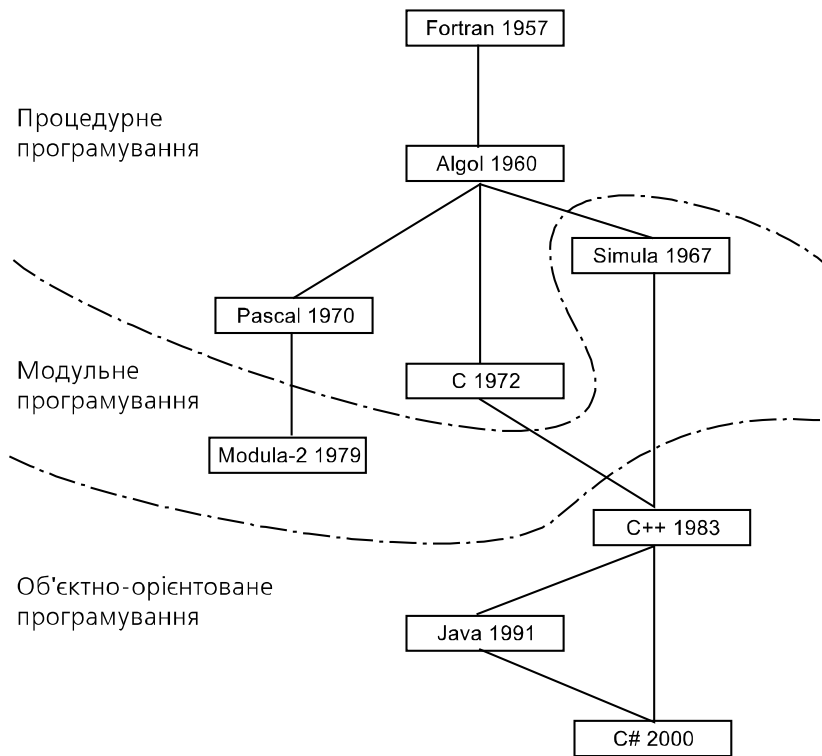 Fortran 1957
Процедурне
програмування
Algol 1960
Simula 1967
Pascal 1970
Модульне
програмування
C 1972
Modula-2 1979
C++ 1983
Об'єктно-орієнтоване
програмування
Java 1991
C# 2000